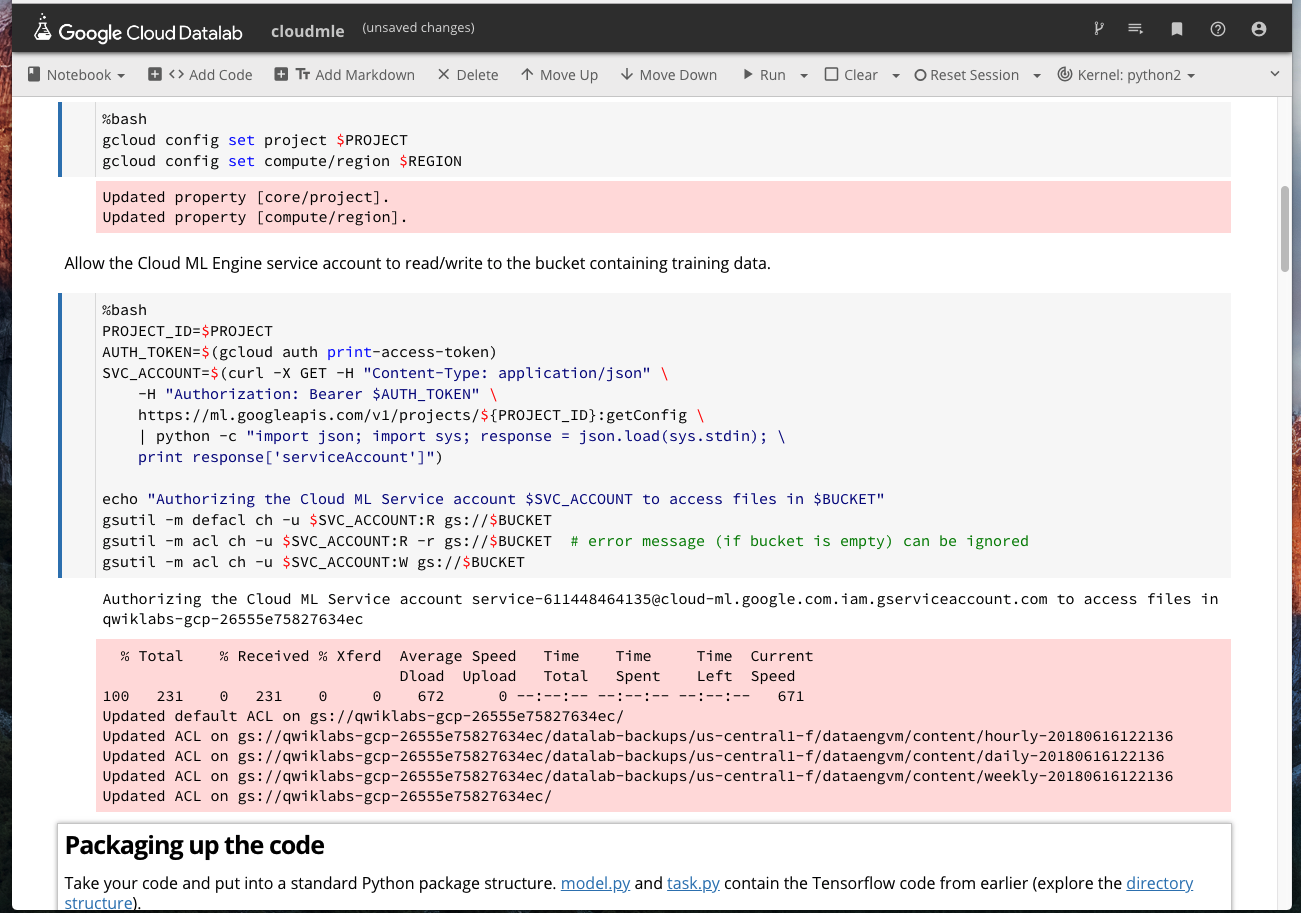 Google Cloud Datalab cloudmle (unsaved changes)
Notebook Add Code Tr Add Markdown Delete Move Up Move Down Run Clear Reset Session Kernel: python2
%bash
gcloud config set project $PROJECT
gcloud config set compute/region $REGION
Updated property [core/project].
Updated property [compute/region].
Allow the Cloud ML Engine service account to read/write to the bucket containing training data.
%bash
PROJECT_ID=$PROJECT
AUTH_TOKEN=$(gcloud auth print-access-token)
SVC_ACCOUNT=$(curl -X GET -H "Content-Type: application/json" \
    -H "Authorization: Bearer $AUTH_TOKEN" \
    https://ml.googleapis.com/v1/projects/${PROJECT_ID}:getConfig \
    | python -c "import json; import sys; response = json.load(sys.stdin); \
    print response['serviceAccount']")
echo "Authorizing the Cloud ML Service account $SVC_ACCOUNT to access files in $BUCKET"
gsutil -m defacl ch -u $SVC_ACCOUNT:R gs://$BUCKET
gsutil -m acl ch -u $SVC_ACCOUNT:R -r gs://$BUCKET  # error message (if bucket is empty) can be ignored
gsutil -m acl ch -u $SVC_ACCOUNT:W gs://$BUCKET
Authorizing the Cloud ML Service account service-611448464135@cloud-ml.google.com.iam.gserviceaccount.com to access files in
qwiklabs-gcp-26555e75827634ec
  % Total    % Received % Xferd  Average Speed   Time    Time     Time  Current
                                 Dload  Upload   Total   Spent    Left  Speed
100   231    0   231    0     0    672      0 --:--:-- --:--:-- --:--:--   671
Updated default ACL on gs://qwiklabs-gcp-26555e75827634ec/
Updated ACL on gs://qwiklabs-gcp-26555e75827634ec/datalab-backups/us-central1-f/dataengvm/content/hourly-20180616122136
Updated ACL on gs://qwiklabs-gcp-26555e75827634ec/datalab-backups/us-central1-f/dataengvm/content/daily-20180616122136
Updated ACL on gs://qwiklabs-gcp-26555e75827634ec/datalab-backups/us-central1-f/dataengvm/content/weekly-20180616122136
Updated ACL on gs://qwiklabs-gcp-26555e75827634ec/
Packaging up the code
Take your code and put into a standard Python package structure. model.py and task.py contain the Tensorflow code from earlier (explore the directory
structure).